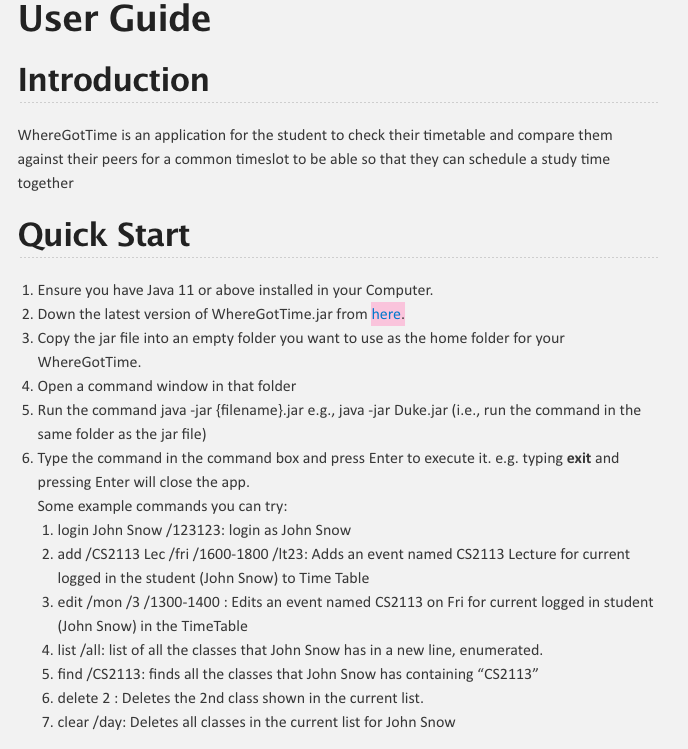 User Guide
Introduction
WhereGotTime is an application for the student to check their timetable and compare them
against their peers for a common timeslot to be able so that they can schedule a study time
together
Quick Start
1. Ensure you have Java 11 or above installed in your Computer.
2. Down the latest version of WhereGotTime.jar from here.
3. Copy the jar file into an empty folder you want to use as the home folder for your
WhereGotTime.
4. Open a command window in that folder
5. Run the command java -jar {filename}.jar e.g., java -jar Duke.jar (i.e., run the command in the
same folder as the jar file)
6. Type the command in the command box and press Enter to execute it. e.g. typing exit and
pressing Enter will close the app.
Some example commands you can try:
1. login John Snow /123123: login as John Snow
2. add /CS2113 Lec /fri /1600-1800 /lt23: Adds an event named CS2113 Lecture for current
logged in the student (John Snow) to Time Table
3. edit /mon /3 /1300-1400 : Edits an event named CS2113 on Fri for current logged in student
(John Snow) in the TimeTable
4. list /all: list of all the classes that John Snow has in a new line, enumerated.
5. find /CS2113: finds all the classes that John Snow has containing “CS2113”
6. delete 2 : Deletes the 2nd class shown in the current list.
7. clear /day: Deletes all classes in the current list for John Snow